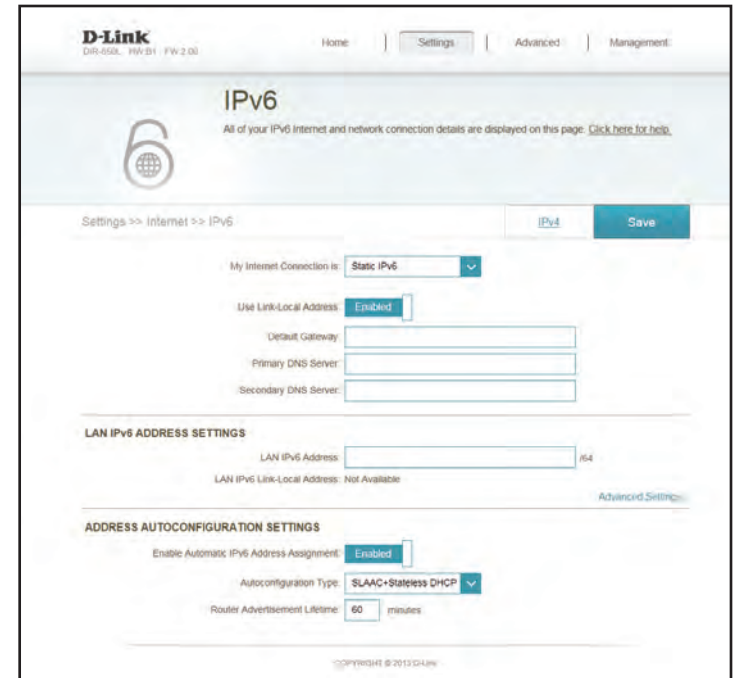 D-Link
DIR-850L HW:B1 FW:2.00
Home | Settings | Advanced | Management
IPv6
All of your IPv6 Internet and network connection details are displayed on this page. Click here for help.
Settings >> Internet >> IPv6
IPv4
Save
My Internet Connection is: Static IPv6
Use Link-Local Address: Enabled
Default Gateway:
Primary DNS Server:
Secondary DNS Server:
LAN IPv6 ADDRESS SETTINGS
LAN IPv6 Address: /64
LAN IPv6 Link-Local Address: Not Available
Advanced Settings...
ADDRESS AUTOCONFIGURATION SETTINGS
Enable Automatic IPv6 Address Assignment: Enabled
Autoconfiguration Type: SLAAC+Stateless DHCP
Router Advertisement Lifetime: 60 minutes
COPYRIGHT © 2013 D-Link